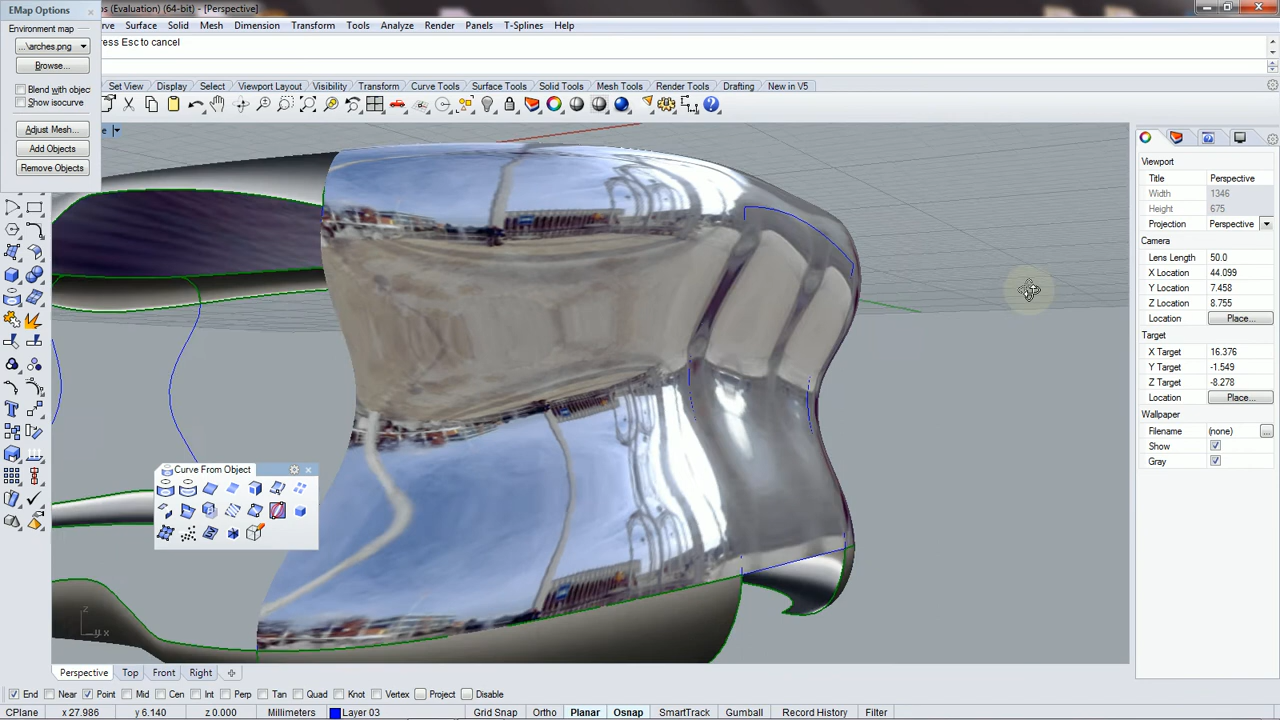 EMap Options
ps (Evaluation) (64-bit) - [Perspective]
Environment map
...\arches.png
Browse...
Blend with objec
Show isocurve
Adjust Mesh...
Add Objects
Remove Objects
rve Surface Solid Mesh Dimension Transform Tools Analyze Render Panels T-Splines Help
ress Esc to cancel
Set View Display Select Viewport Layout Visibility Transform Curve Tools Surface Tools Solid Tools Mesh Tools Render Tools Drafting New in V5
e
Viewport
Title Perspective
Width 1346
Height 675
Projection Perspective
Camera
Lens Length 50.0
X Location 44.099
Y Location 7.458
Z Location 8.755
Location Place...
Target
X Target 16.376
Y Target -1.549
Z Target -8.278
Location Place...
Wallpaper
Filename (none) ...
Show
Gray
Curve From Object
z
y x
Perspective Top Front Right
End Near Point Mid Cen Int Perp Tan Quad Knot Vertex Project Disable
CPlane x 27.986 y 6.140 z 0.000 Millimeters Layer 03 Grid Snap Ortho Planar Osnap SmartTrack Gumball Record History Filter